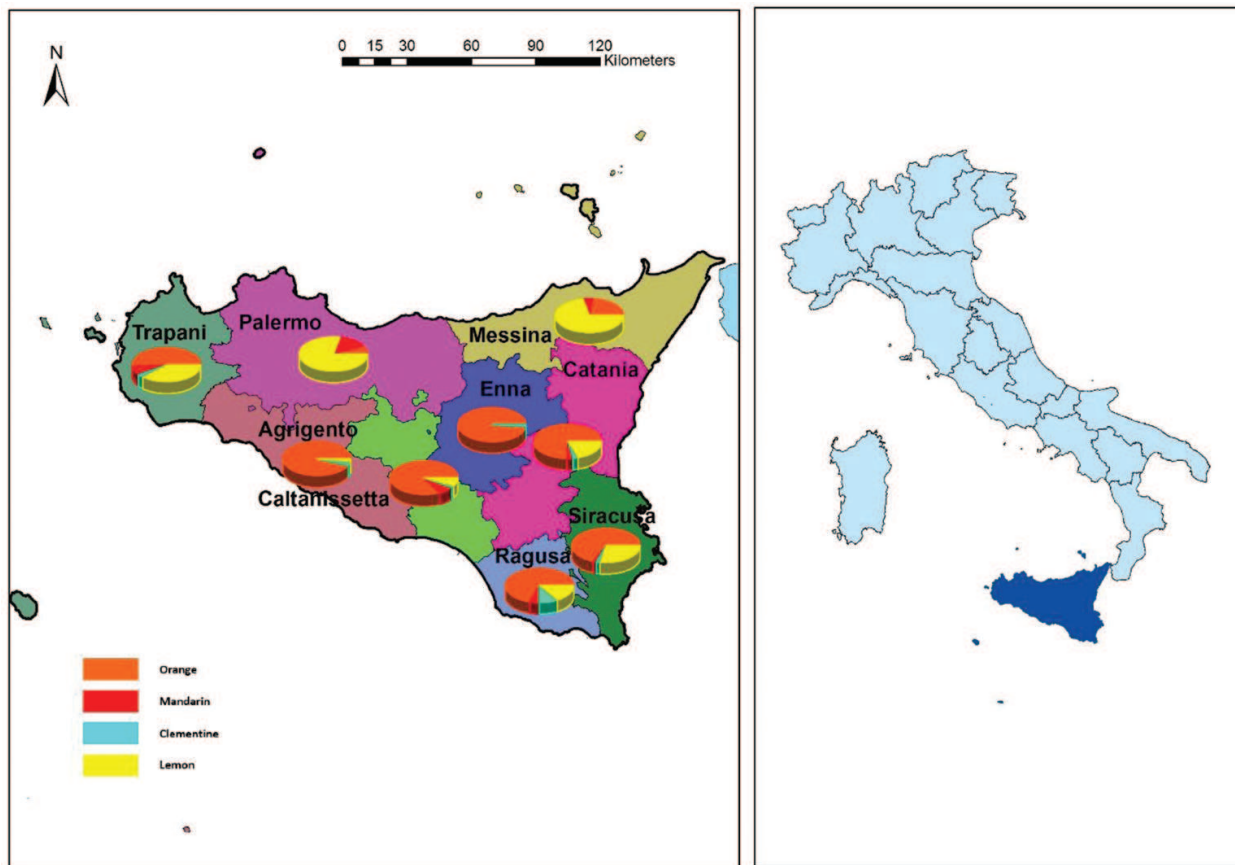 0 15 30 60 90 120
Kilometers
N
Trapani
Palermo
Messina
Catania
Enna
Agrigento
Caltanissetta
Siracusa
Ragusa
Orange
Mandarin
Clementine
Lemon